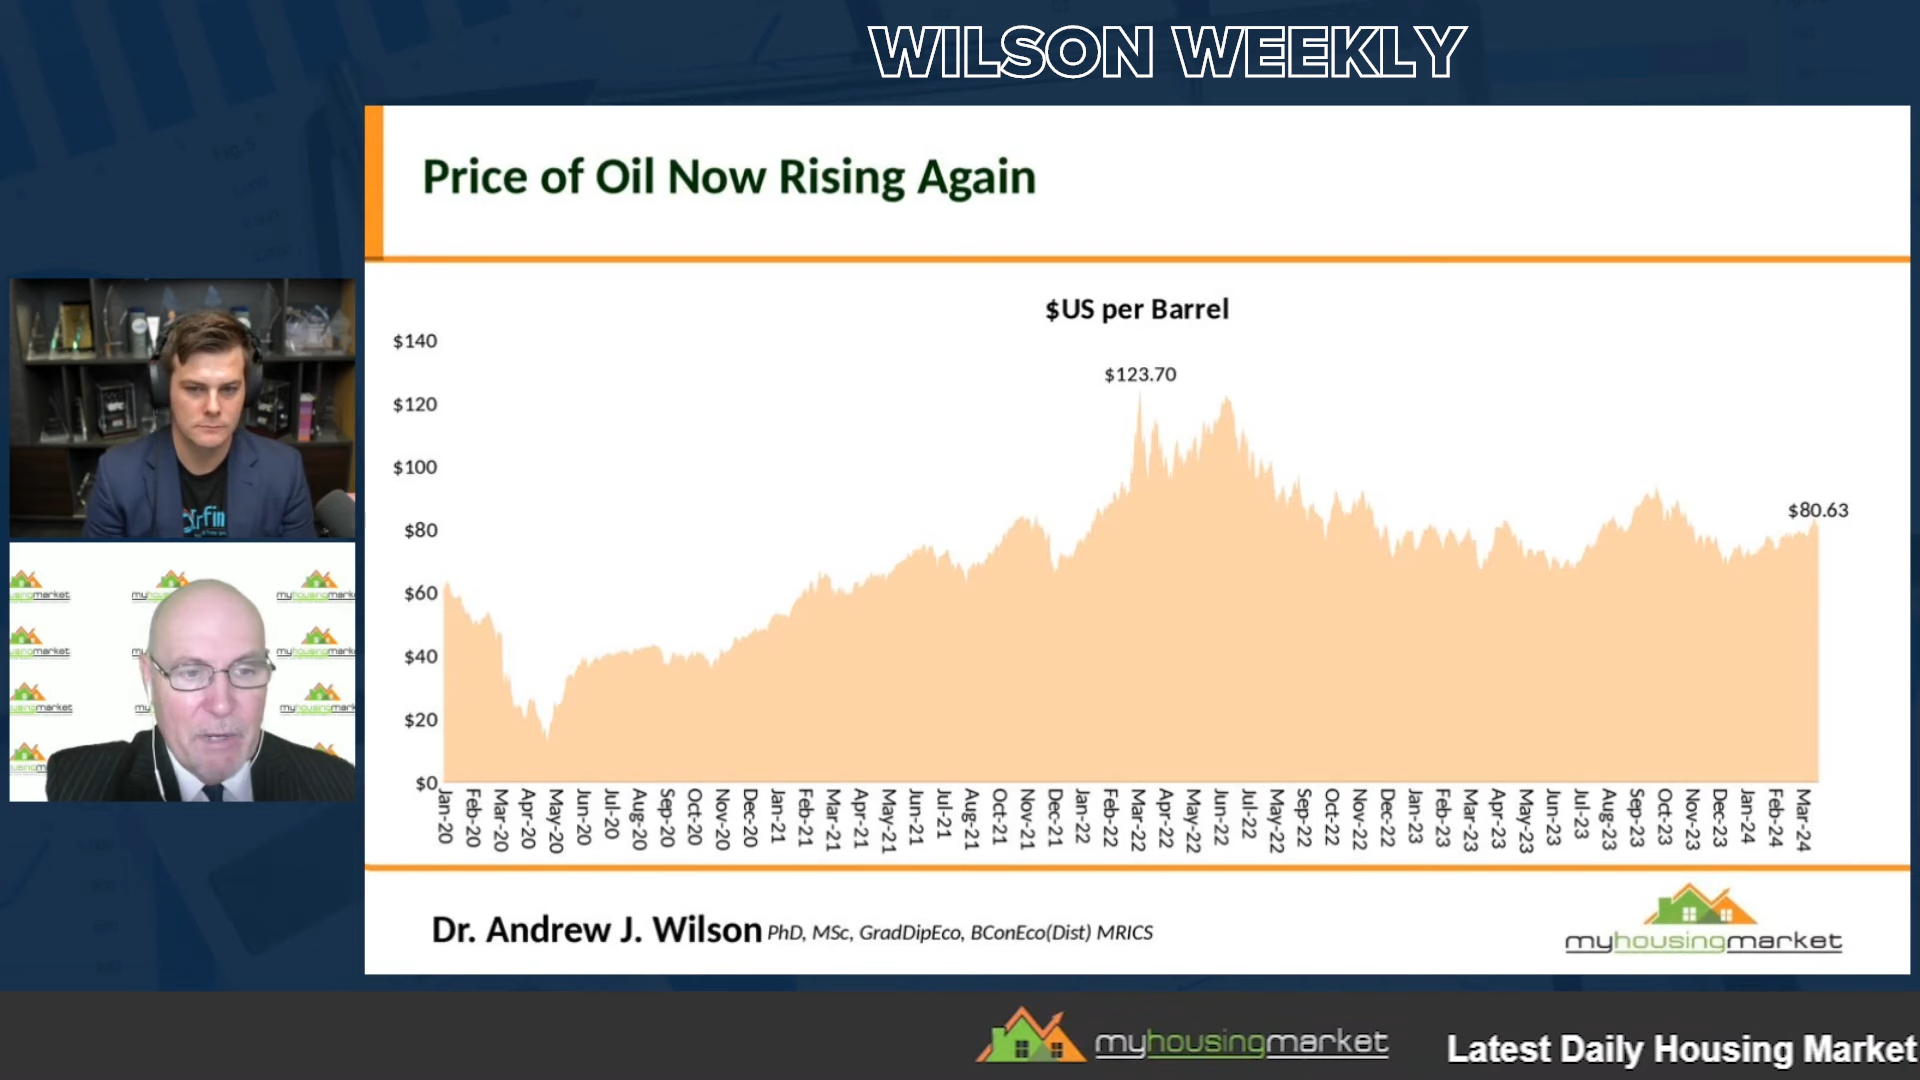 WILSON WEEKLY
Price of Oil Now Rising Again
$US per Barrel
$140
$120
$100
$80
$60
$40
$20
$0
$123.70
$80.63
Jan-20
Feb-20
Mar-20
Apr-20
May-20
Jun-20
Jul-20
Aug-20
Sep-20
Oct-20
Nov-20
Dec-20
Jan-21
Feb-21
Mar-21
Apr-21
May-21
Jun-21
Jul-21
Aug-21
Oct-21
Nov-21
Dec-21
Jan-22
Feb-22
Mar-22
Apr-22
May-22
Jun-22
Jul-22
May-22
Sep-22
Oct-22
Nov-22
Dec-22
Jan-23
Feb-23
Mar-23
Apr-23
May-23
Jun-23
Jul-23
Aug-23
Sep-23
Oct-23
Nov-23
Dec-23
Jan-24
Feb-24
Mar-24
Dr. Andrew J. Wilson PhD, MSc, GradDipEco, BConEco(Dist) MRICS
myhousingmarket
myhousingmarket
Latest Daily Housing Market